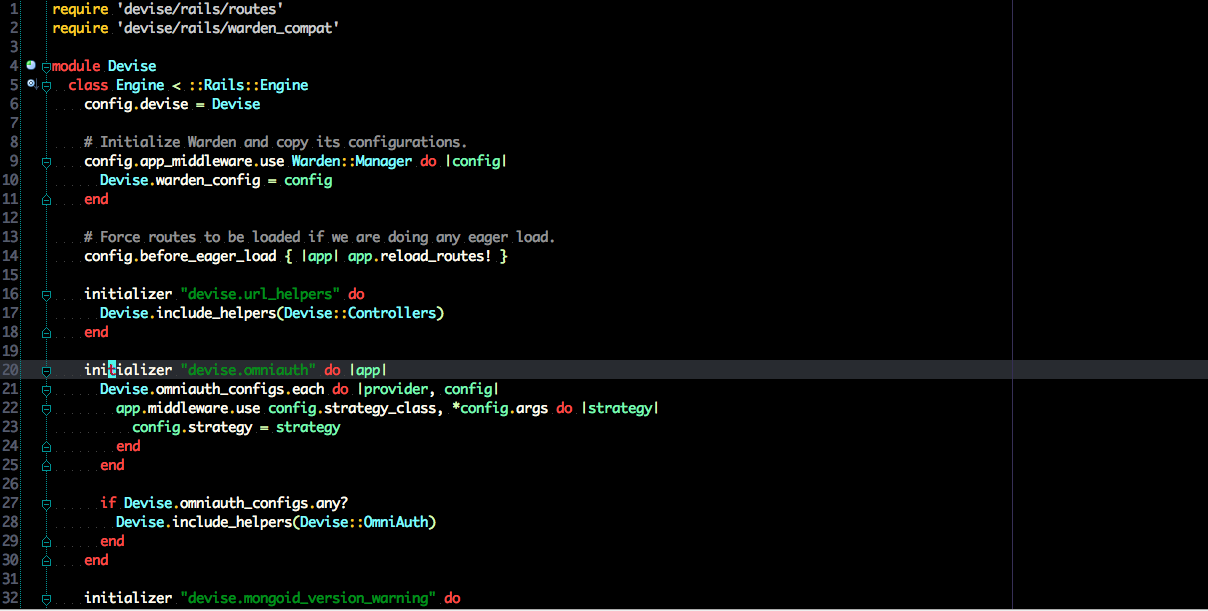 1 require 'devise/rails/routes'
2 require 'devise/rails/warden_compat'
3
4 module Devise
5   class Engine < ::Rails::Engine
6     config.devise = Devise
7
8     # Initialize Warden and copy its configurations.
9     config.app_middleware.use Warden::Manager do |config|
10       Devise.warden_config = config
11     end
12
13     # Force routes to be loaded if we are doing any eager load.
14     config.before_eager_load { |app| app.reload_routes! }
15
16     initializer "devise.url_helpers" do
17       Devise.include_helpers(Devise::Controllers)
18     end
19
20     initializer "devise.omniauth" do |app|
21       Devise.omniauth_configs.each do |provider, config|
22         app.middleware.use config.strategy_class, *config.args do |strategy|
23           config.strategy = strategy
24         end
25       end
26
27       if Devise.omniauth_configs.any?
28         Devise.include_helpers(Devise::OmniAuth)
29       end
30     end
31
32     initializer "devise.mongoid_version_warning" do